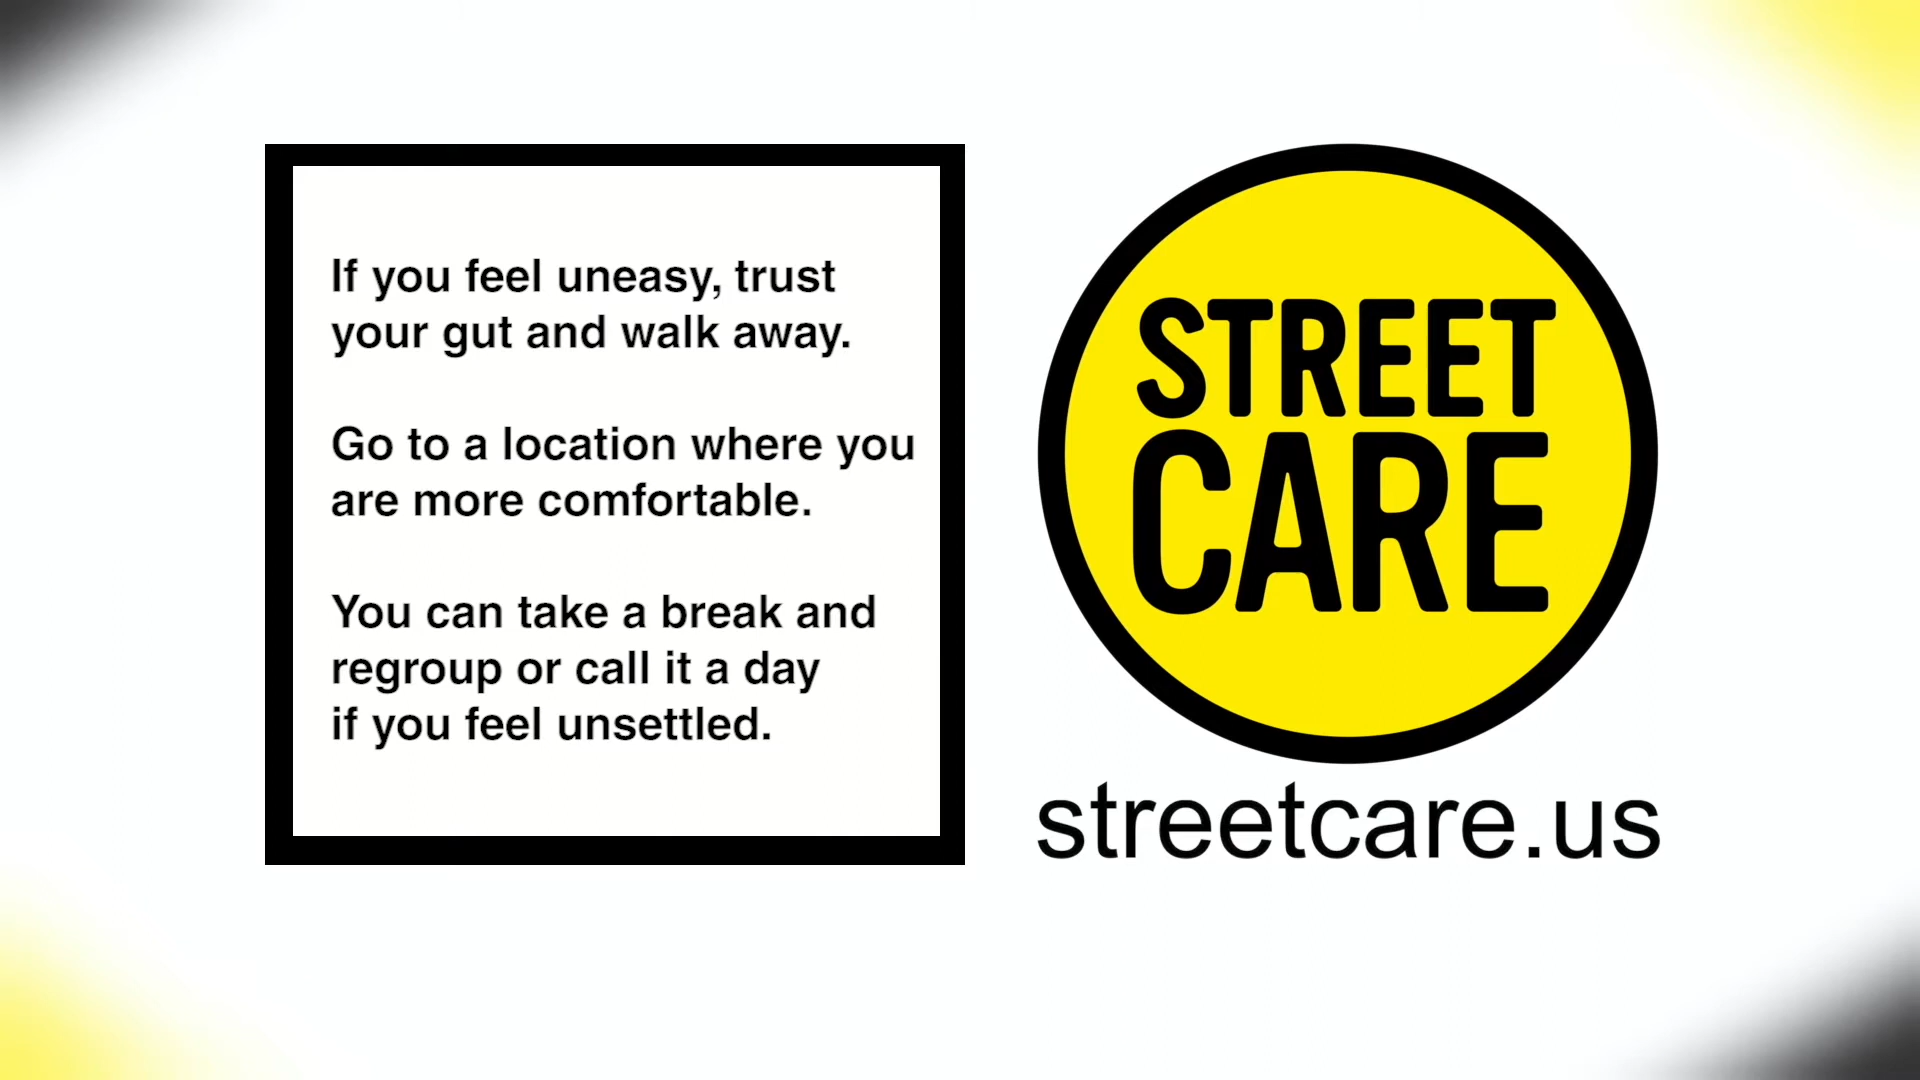 If you feel uneasy, trust
your gut and walk away.
Go to a location where you
are more comfortable.
You can take a break and
regroup or call it a day
if you feel unsettled.
STREET
CARE
streetcare.us